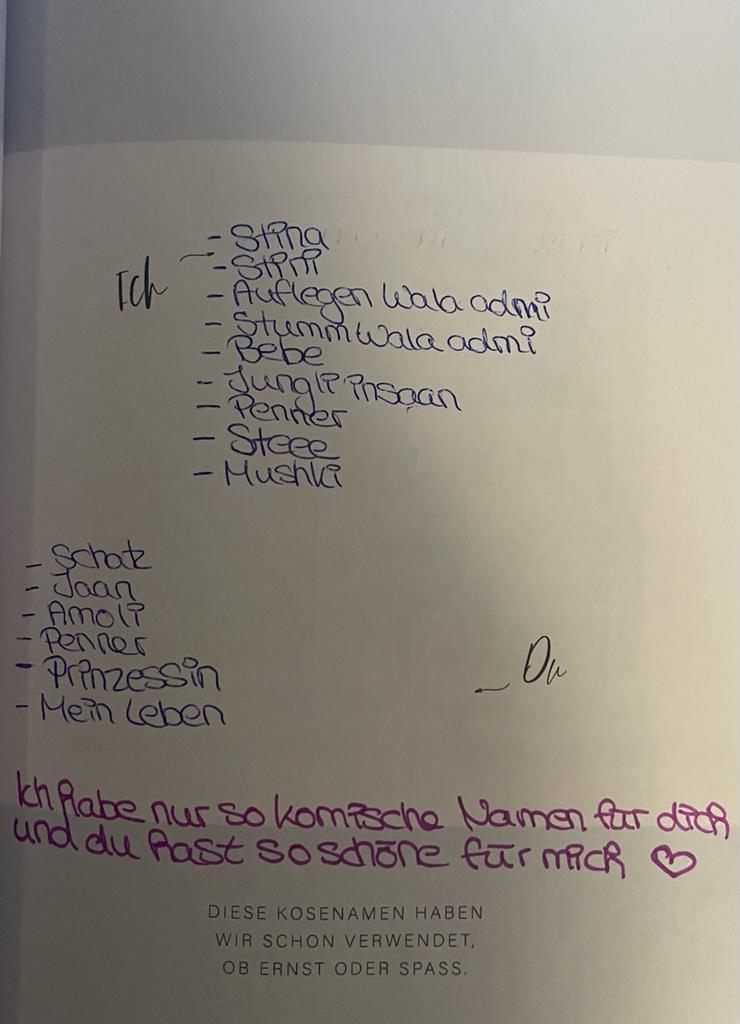 - Stina
Ich - Stini
- Auflegen Wala admi
- Stumm Wala admi
- Bebe
- Jungli insaan
- Penner
- Steee
- Mushki
- Schatz
- Jaan
- Amoli
- Penner
- Prinzessin
- Mein Leben
Du
Ich habe nur so komische Namen für dich
und du hast so schöne für mich ♡
DIESE KOSENAMEN HABEN
WIR SCHON VERWENDET,
OB ERNST ODER SPASS.